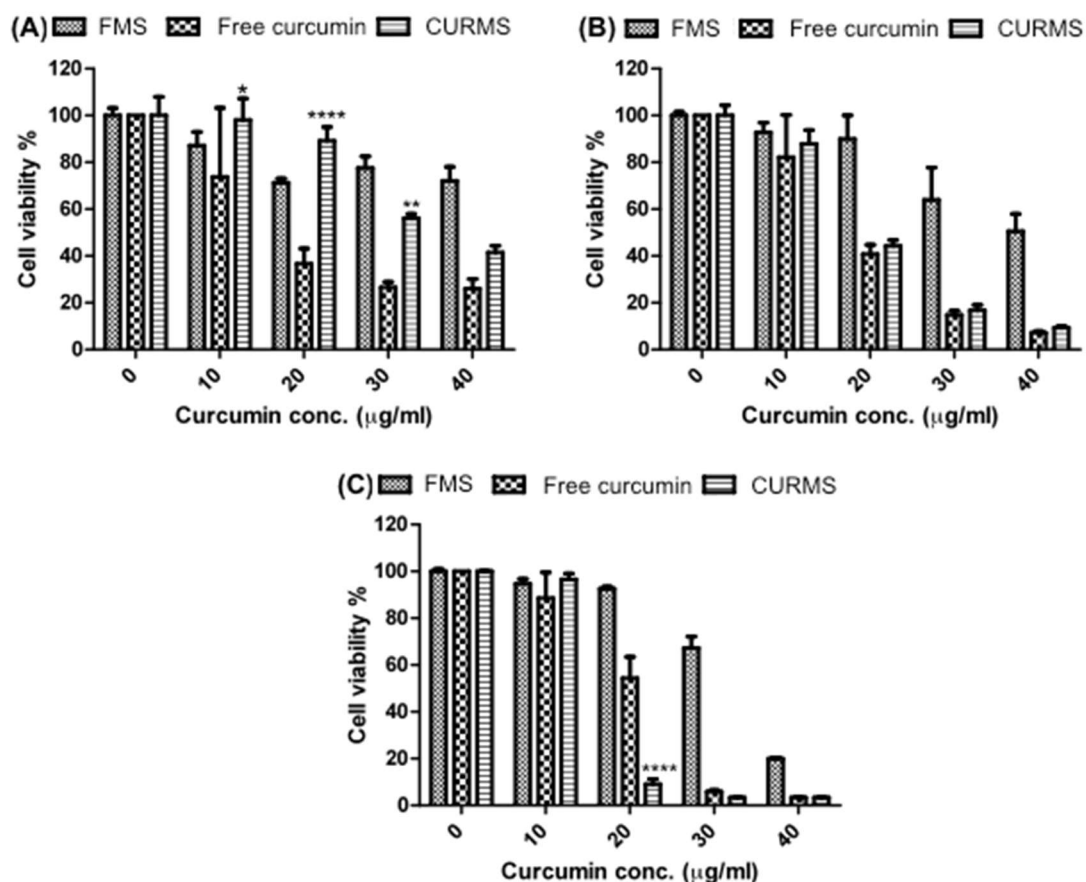 (A) FMS Free curcumin CURMS
120
100
80
60
40
20
0
Cell viability %
*
****
**
0 10 20 30 40
Curcumin conc. (μg/ml)
(B) FMS Free curcumin CURMS
120
100
80
60
40
20
0
Cell viability %
0 10 20 30 40
Curcumin conc. (μg/ml)
(C) FMS Free curcumin CURMS
120
100
80
60
40
20
0
Cell viability %
****
0 10 20 30 40
Curcumin conc. (μg/ml)